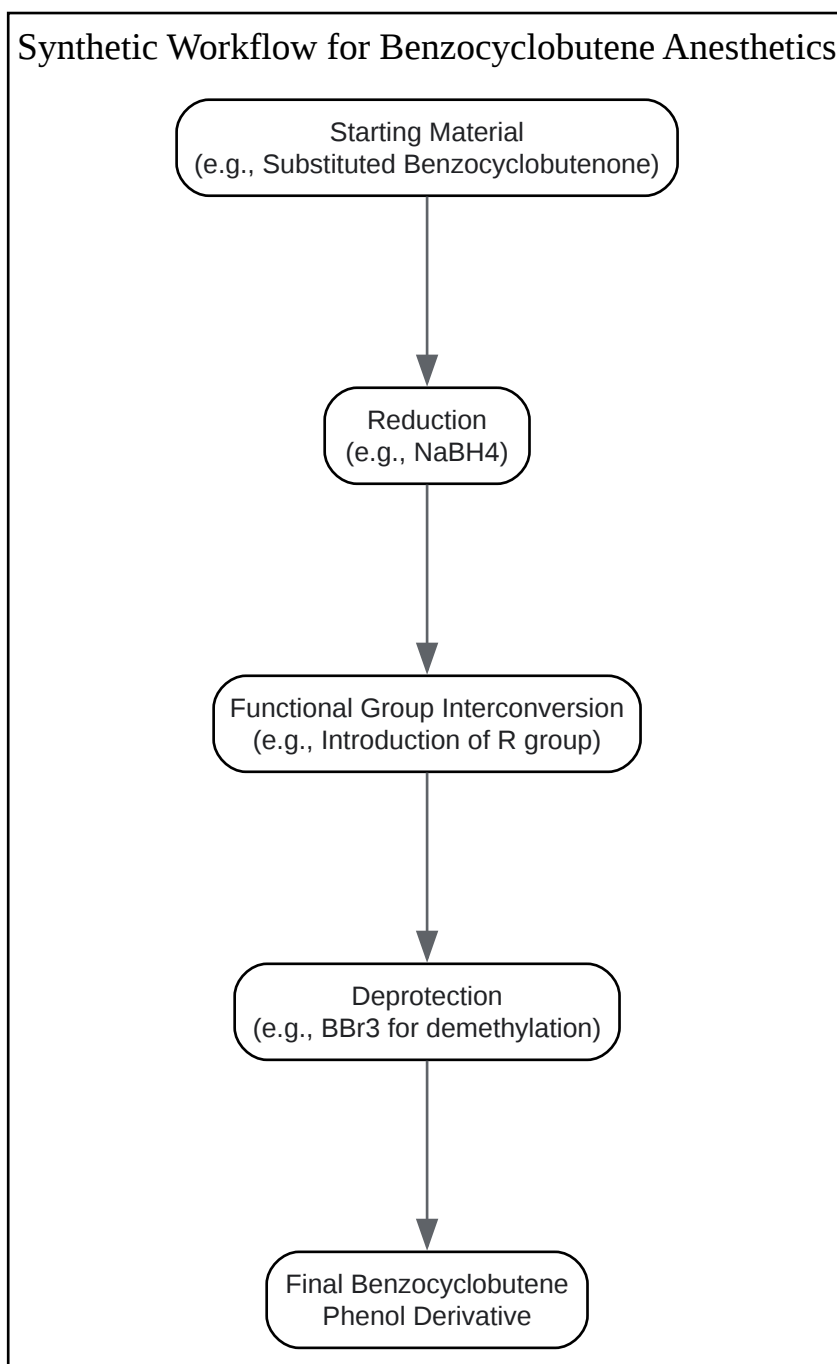 Synthetic Workflow for Benzocyclobutene Anesthetics
Starting Material
(e.g., Substituted Benzocyclobutenone)
Reduction
(e.g., NaBH4)
Functional Group Interconversion
(e.g., Introduction of R group)
Deprotection
(e.g., BBr3 for demethylation)
Final Benzocyclobutene
Phenol Derivative